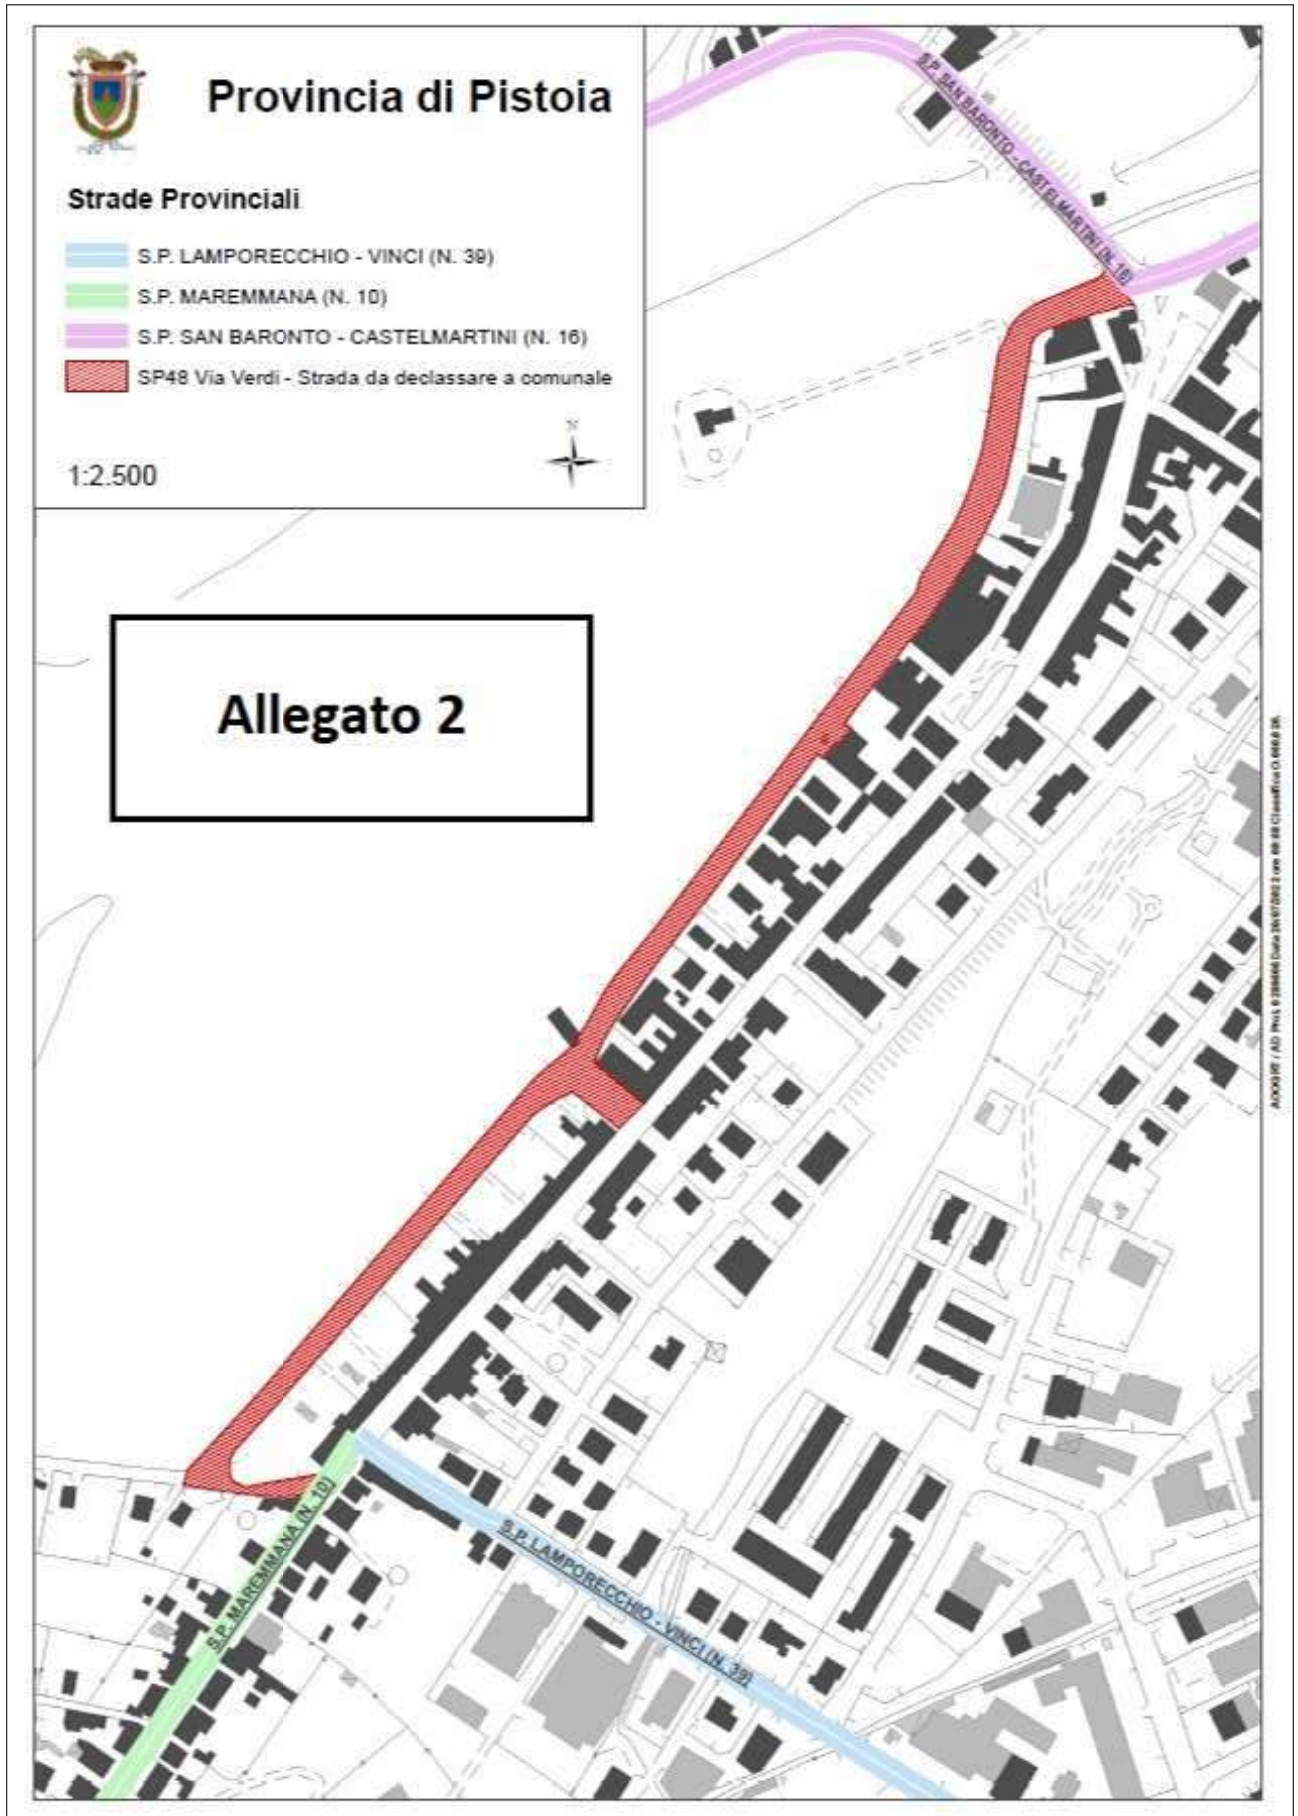 Provincia di Pistoia
Strade Provinciali
S.P. LAMPORECCHIO - VINCI (N. 39)
S.P. MAREMMANA (N. 10)
S.P. SAN BARONTO - CASTELMARTINI (N. 16)
SP48 Via Verdi - Strada da declassare a comunale
N
1:2.500
Allegato 2
S.P. SAN BARONTO - CASTELMARTINI (N. 16)
S.P. MAREMMANA (N. 10)
S.P. LAMPORECCHIO - VINCI (N. 39)